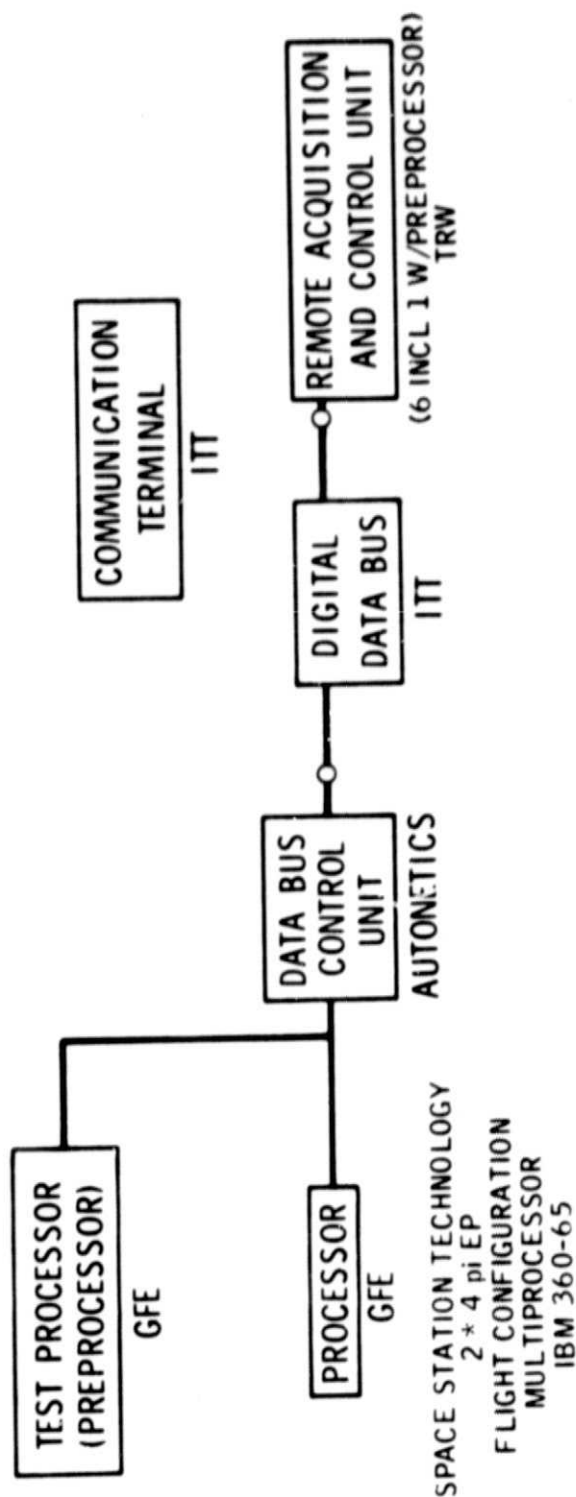 TEST PROCESSOR
(PREPROCESSOR)
GFE
PROCESSOR
GFE
SPACE STATION TECHNOLOGY
2 * 4 pi EP
FLIGHT CONFIGURATION
MULTIPROCESSOR
IBM 360-65
DATA BUS
CONTROL
UNIT
AUTONETICS
DIGITAL
DATA BUS
ITT
COMMUNICATION
TERMINAL
ITT
REMOTE ACQUISITION
AND CONTROL UNIT
(6 INCL 1 W/PREPROCESSOR)
TRW